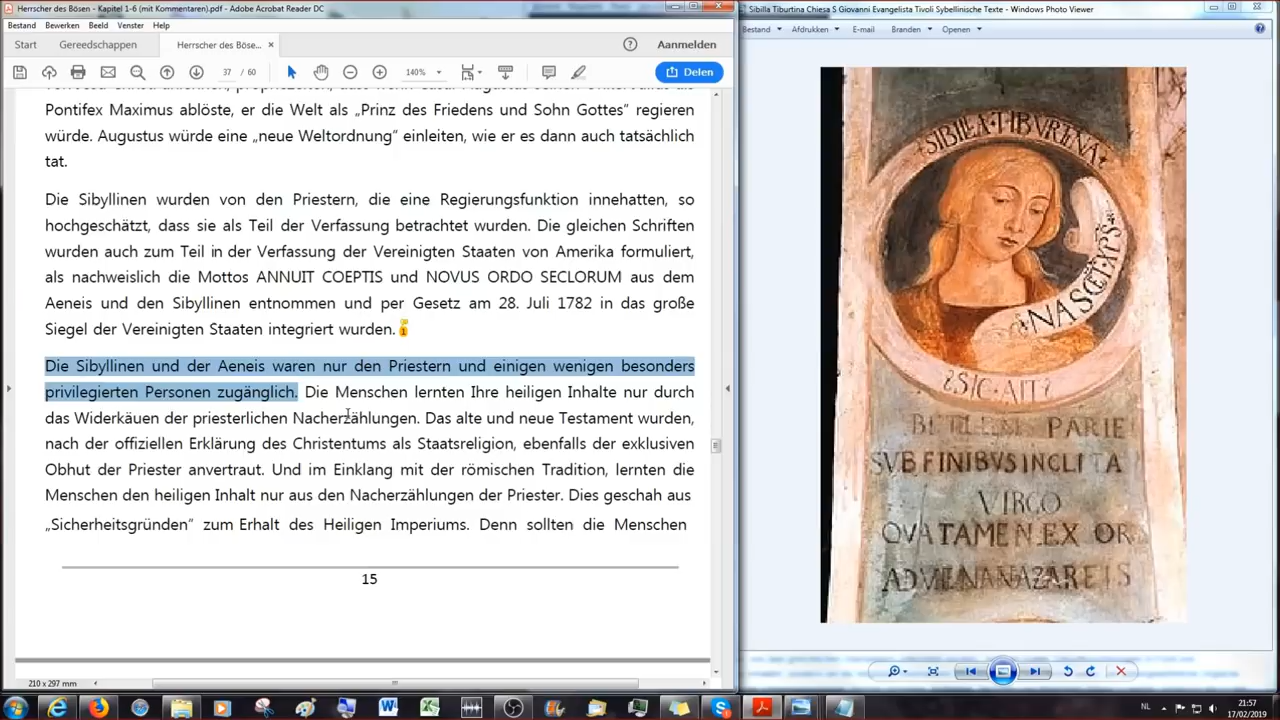 Herrscher des Bösen - Kapitel 1-6 (mit Kommentaren).pdf - Adobe Acrobat Reader DC
Bestand Bewerken Beeld Venster Help
Start Gereedschappen Herrscher des Böse... × Aanmelden
37 / 60 140% Delen
Pontifex Maximus ablöste, er die Welt als „Prinz des Friedens und Sohn Gottes“ regieren
würde. Augustus würde eine „neue Weltordnung“ einleiten, wie er es dann auch tatsächlich
tat.
Die Sibyllinen wurden von den Priestern, die eine Regierungsfunktion innehatten, so
hochgeschätzt, dass sie als Teil der Verfassung betrachtet wurden. Die gleichen Schriften
wurden auch zum Teil in der Verfassung der Vereinigten Staaten von Amerika formuliert,
als nachweislich die Mottos ANNUIT COEPTIS und NOVUS ORDO SECLORUM aus dem
Aeneis und den Sibyllinen entnommen und per Gesetz am 28. Juli 1782 in das große
Siegel der Vereinigten Staaten integriert wurden.
Die Sibyllinen und der Aeneis waren nur den Priestern und einigen wenigen besonders
privilegierten Personen zugänglich. Die Menschen lernten Ihre heiligen Inhalte nur durch
das Widerkäuen der priesterlichen Nacherzählungen. Das alte und neue Testament wurden,
nach der offiziellen Erklärung des Christentums als Staatsreligion, ebenfalls der exklusiven
Obhut der Priester anvertraut. Und im Einklang mit der römischen Tradition, lernten die
Menschen den heiligen Inhalt nur aus den Nacherzählungen der Priester. Dies geschah aus
„Sicherheitsgründen“ zum Erhalt des Heiligen Imperiums. Denn sollten die Menschen
15
210 x 297 mm
Sibilla Tiburtina Chiesa S Giovanni Evangelista Tivoli Sybellinische Texte - Windows Photo Viewer
Bestand Afdrukken E-mail Branden Openen
SIBILLA·TIBVRTINA
NASCET·XPS
SIC·AIT
BETLEMS PARIE
SVB FINIBVS INCLITA
VIRCO
QVA TAMEN EX OR
NAZAREIS
NL 21:57
17/02/2019